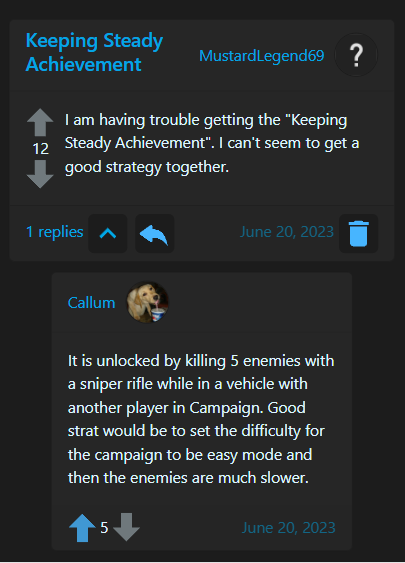 Keeping Steady
Achievement
MustardLegend69
?
I am having trouble getting the "Keeping
Steady Achievement". I can't seem to get a
good strategy together.
12
1 replies
June 20, 2023
Callum
It is unlocked by killing 5 enemies with
a sniper rifle while in a vehicle with
another player in Campaign. Good
strat would be to set the difficulty for
the campaign to be easy mode and
then the enemies are much slower.
5
June 20, 2023